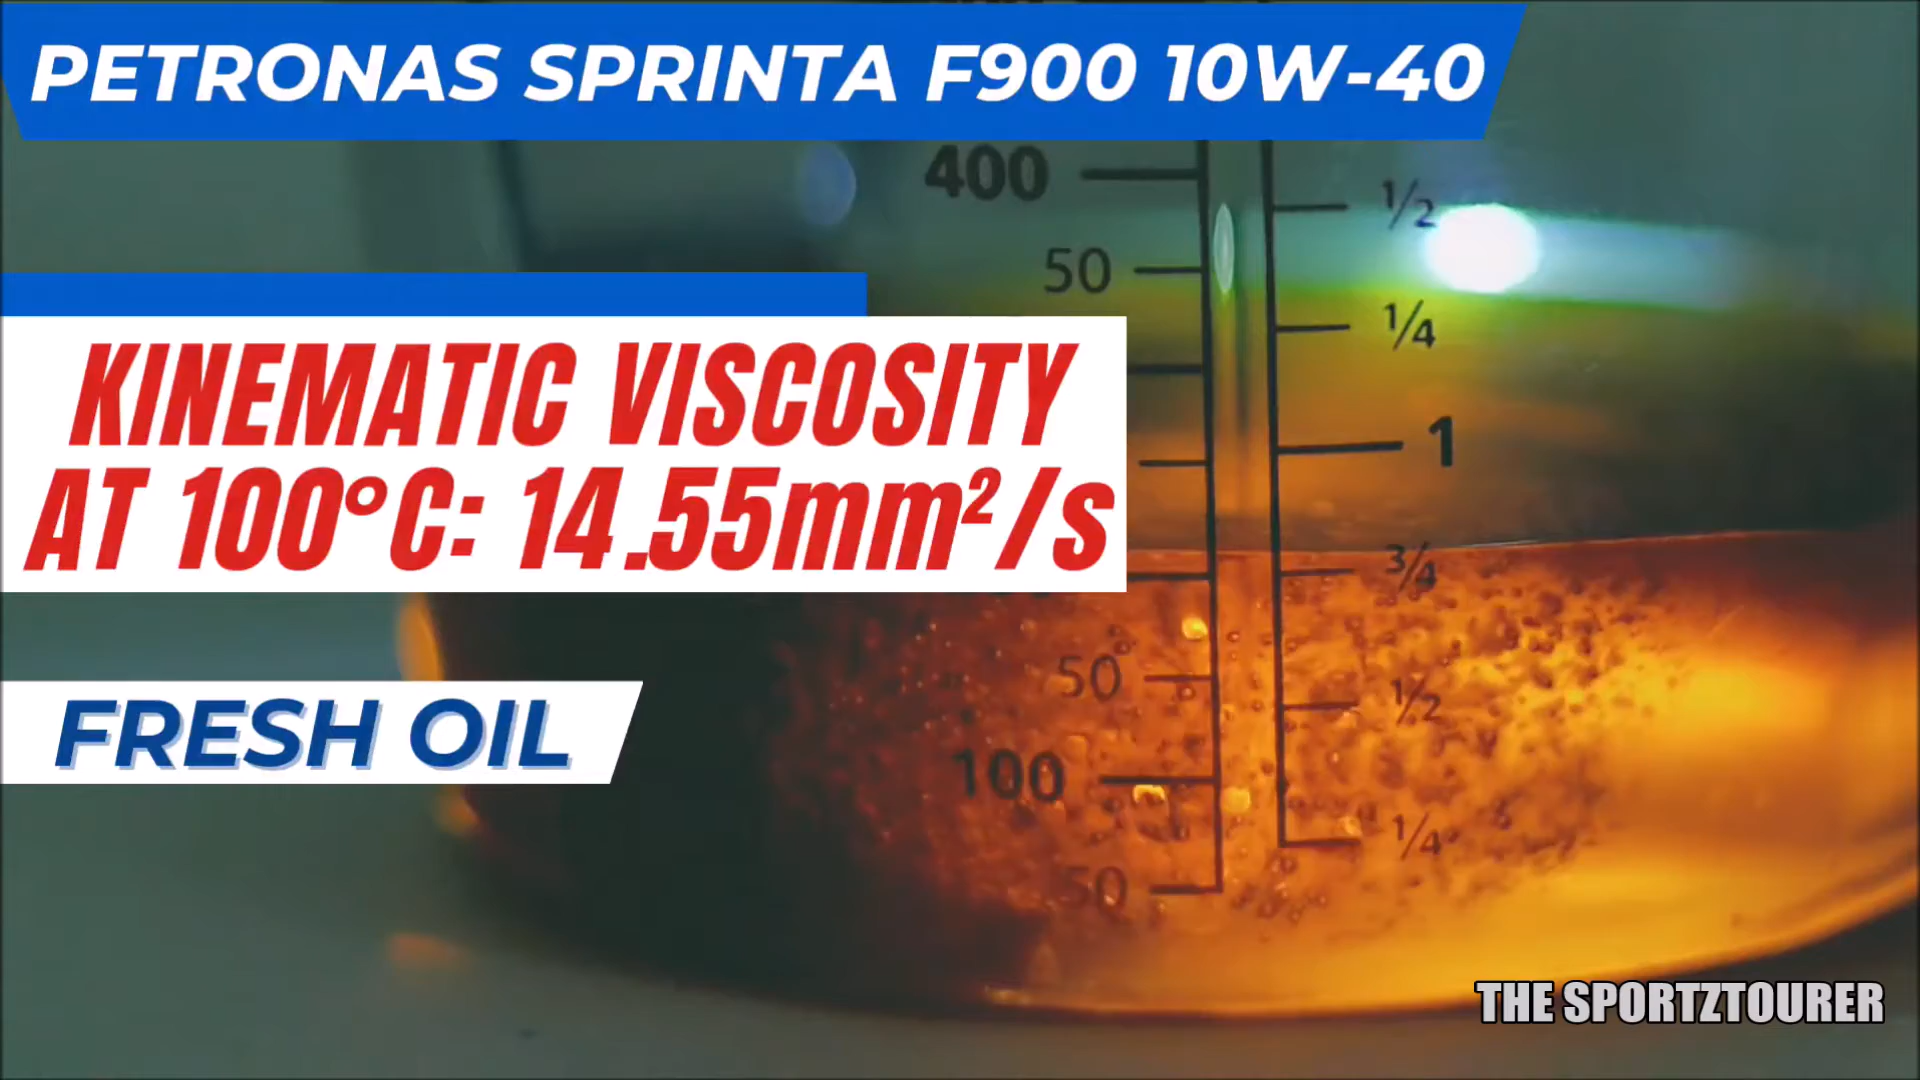 PETRONAS SPRINTA F900 10W-40
400
1/2
50
1/4
KINEMATIC VISCOSITY
1
AT 100°C: 14.55mm²/s
3/4
50
1/2
FRESH OIL
100
1/4
50
THE SPORTZTOURER